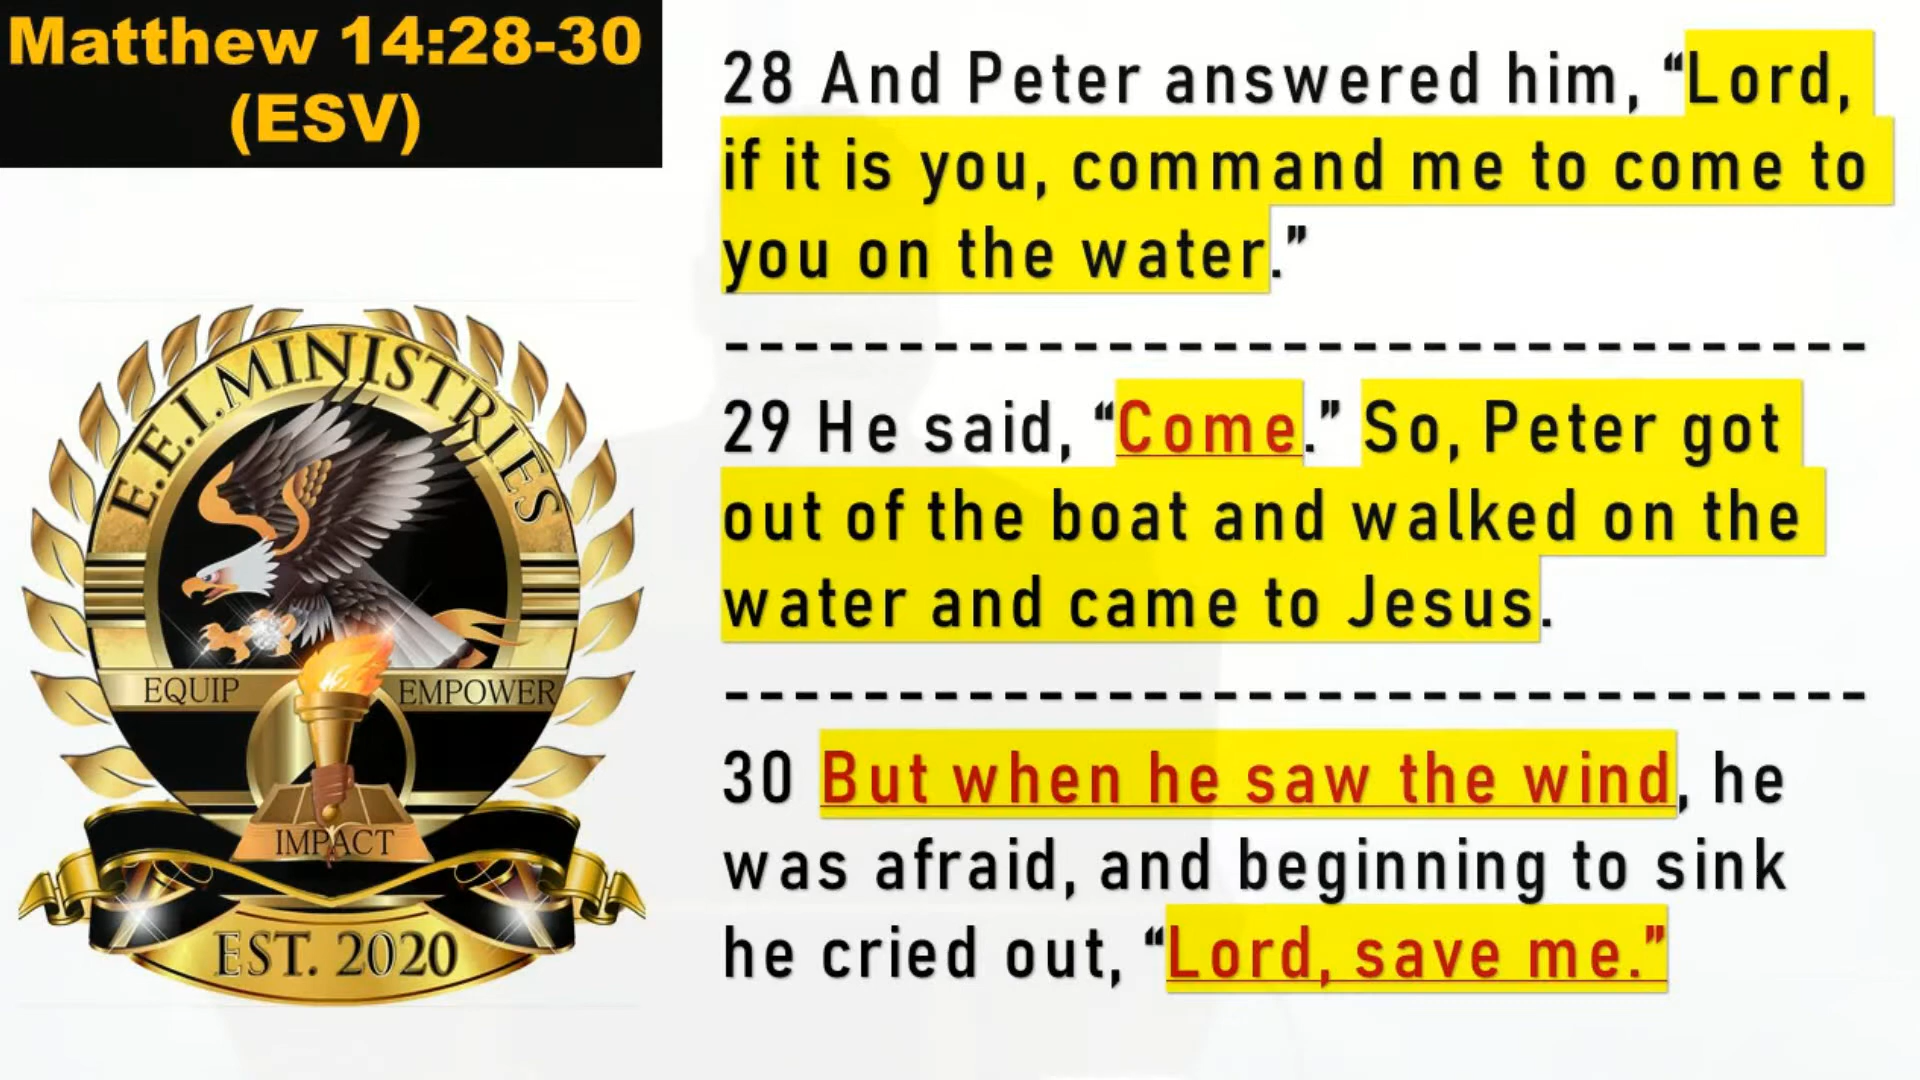 Matthew 14:28-30
(ESV)
E.E.I.MINISTRIES
EQUIP
EMPOWER
IMPACT
EST. 2020
28 And Peter answered him, “Lord,
if it is you, command me to come to
you on the water.”
---------------------------------
29 He said, “Come.” So, Peter got
out of the boat and walked on the
water and came to Jesus.
---------------------------------
30 But when he saw the wind, he
was afraid, and beginning to sink
he cried out, “Lord, save me.”